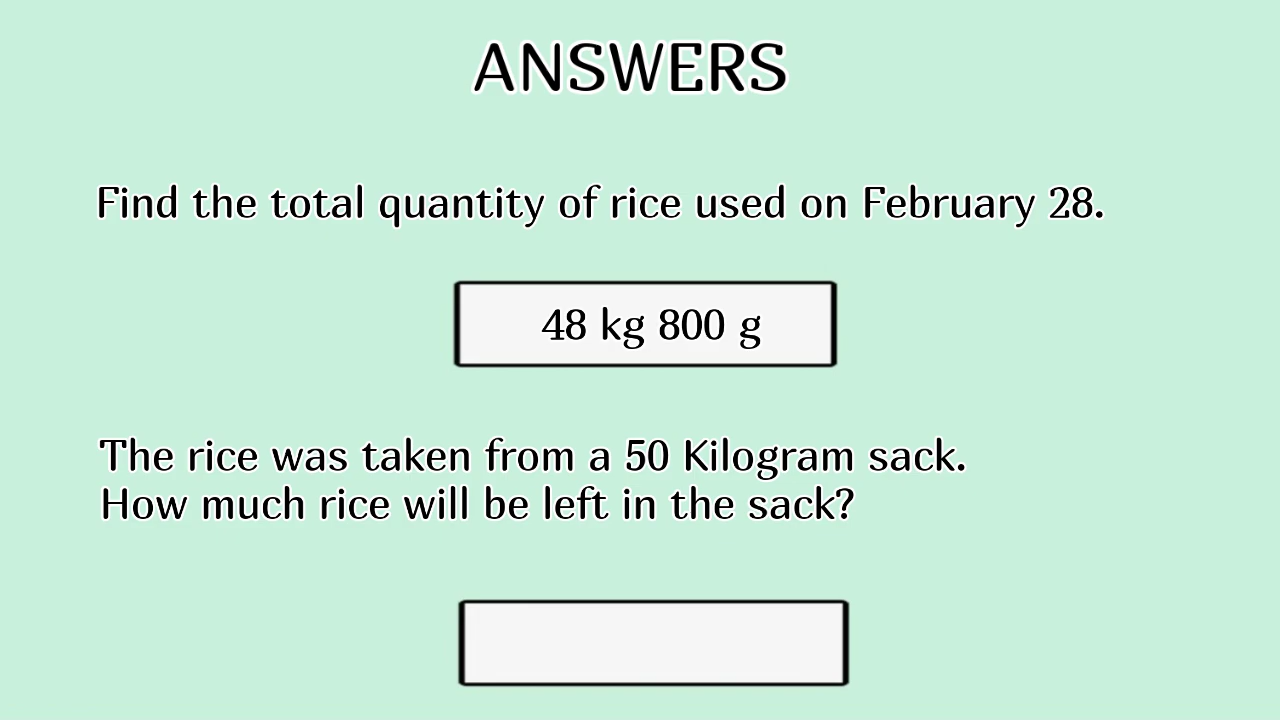 ANSWERS
Find the total quantity of rice used on February 28.
48 kg 800 g
The rice was taken from a 50 Kilogram sack.
How much rice will be left in the sack?